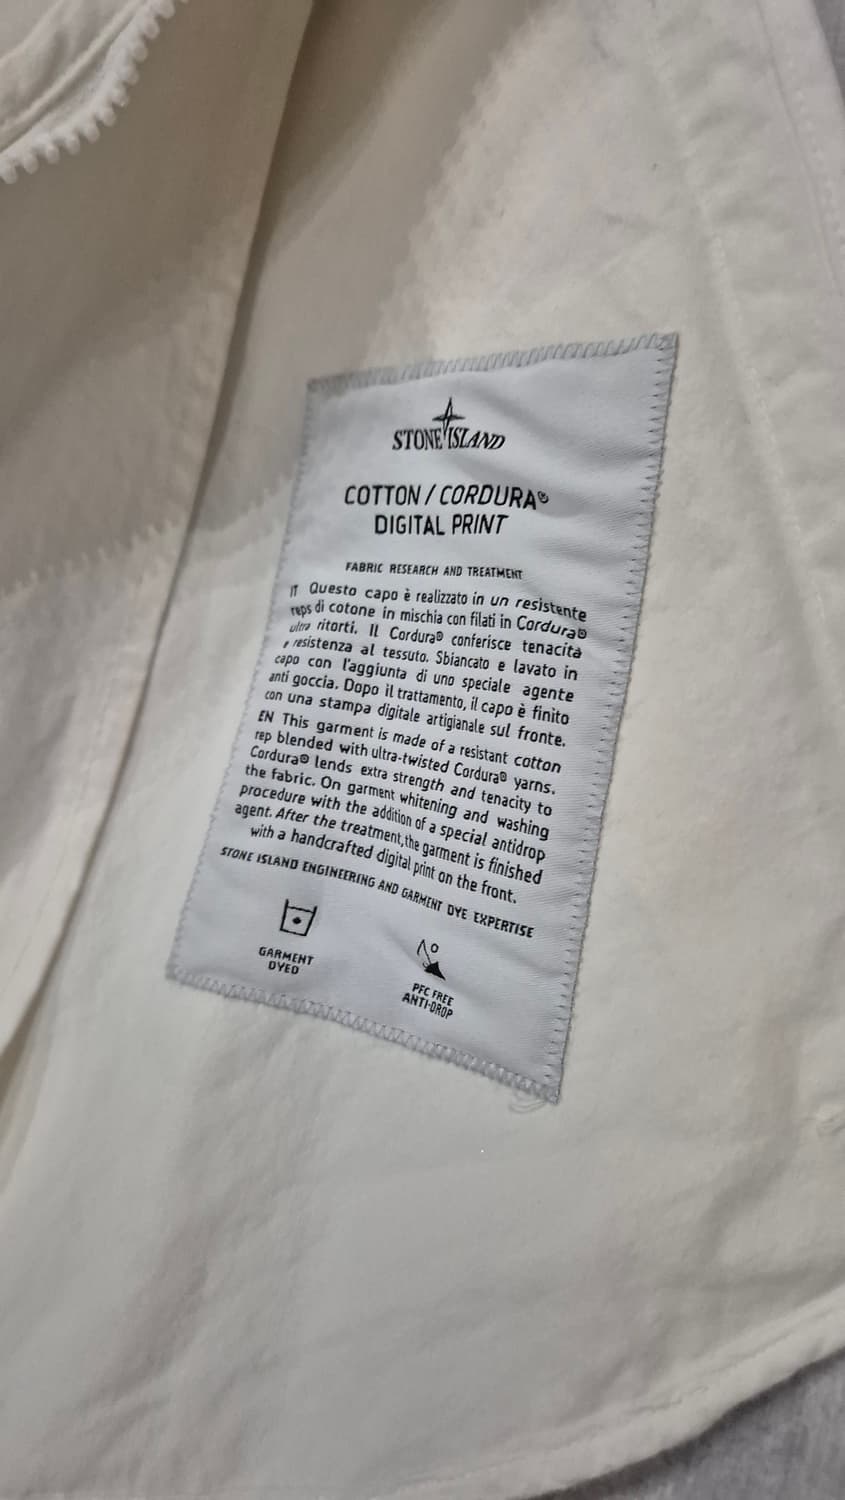 STONE ISLAND
COTTON / CORDURA®
DIGITAL PRINT
FABRIC RESEARCH AND TREATMENT
IT Questo capo è realizzato in un resistente
reps di cotone in mischia con filati in Cordura®
ultra ritorti. Il Cordura® conferisce tenacità
e resistenza al tessuto. Sbiancato e lavato in
capo con l'aggiunta di uno speciale agente
anti goccia. Dopo il trattamento, il capo è finito
con una stampa digitale artigianale sul fronte.
EN This garment is made of a resistant cotton
rep blended with ultra-twisted Cordura® yarns.
Cordura® lends extra strength and tenacity to
the fabric. On garment whitening and washing
procedure with the addition of a special antidrop
agent. After the treatment, the garment is finished
with a handcrafted digital print on the front.
STONE ISLAND ENGINEERING AND GARMENT DYE EXPERTISE
GARMENT
DYED
PFC FREE
ANTI-DROP